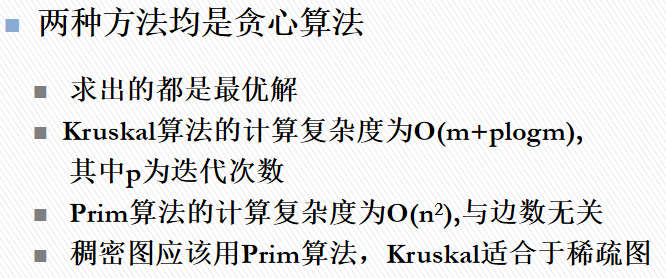 两种方法均是贪心算法
求出的都是最优解
Kruskal算法的计算复杂度为O(m+plogm),
其中p为迭代次数
Prim算法的计算复杂度为O(n²),与边数无关
稠密图应该用Prim算法，Kruskal适合于稀疏图